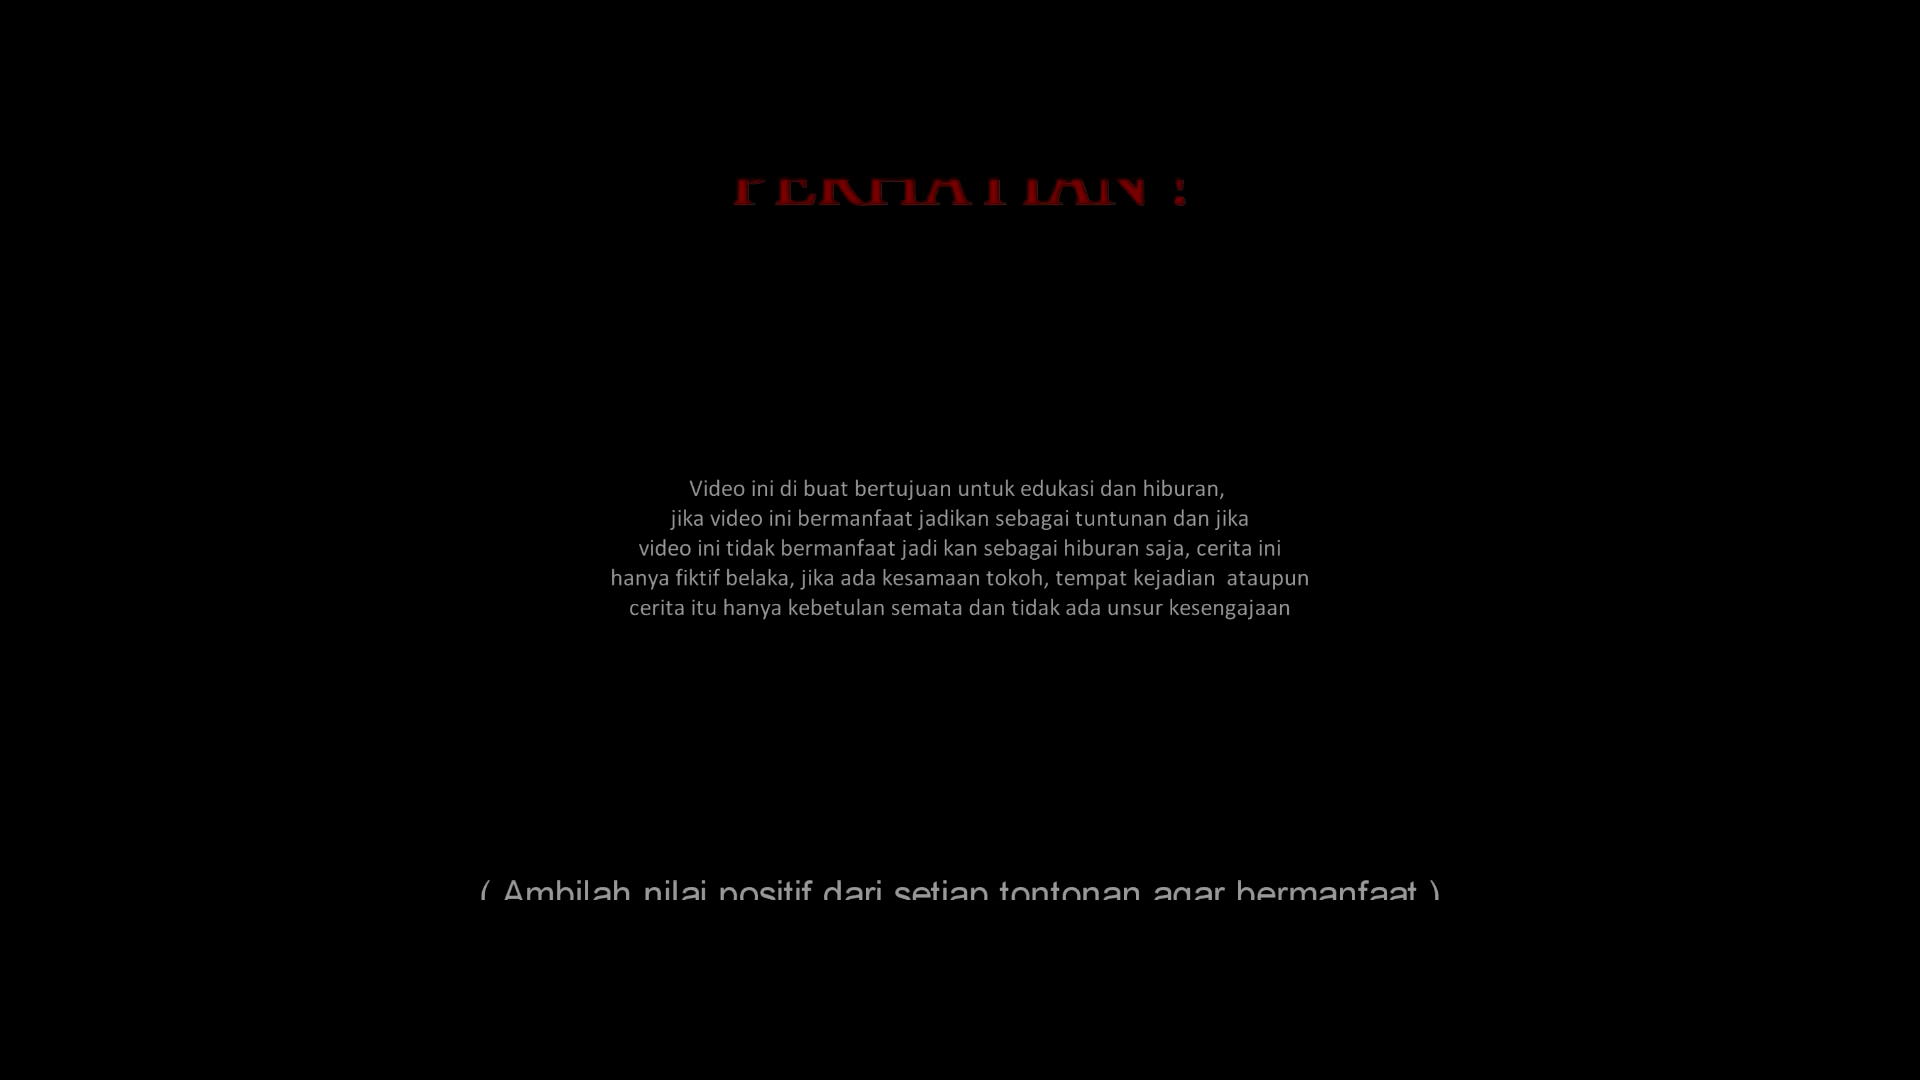 PERHATIAN !
Video ini di buat bertujuan untuk edukasi dan hiburan,
jika video ini bermanfaat jadikan sebagai tuntunan dan jika
video ini tidak bermanfaat jadi kan sebagai hiburan saja, cerita ini
hanya fiktif belaka, jika ada kesamaan tokoh, tempat kejadian ataupun
cerita itu hanya kebetulan semata dan tidak ada unsur kesengajaan
( Ambilah nilai positif dari setiap tontonan agar bermanfaat )